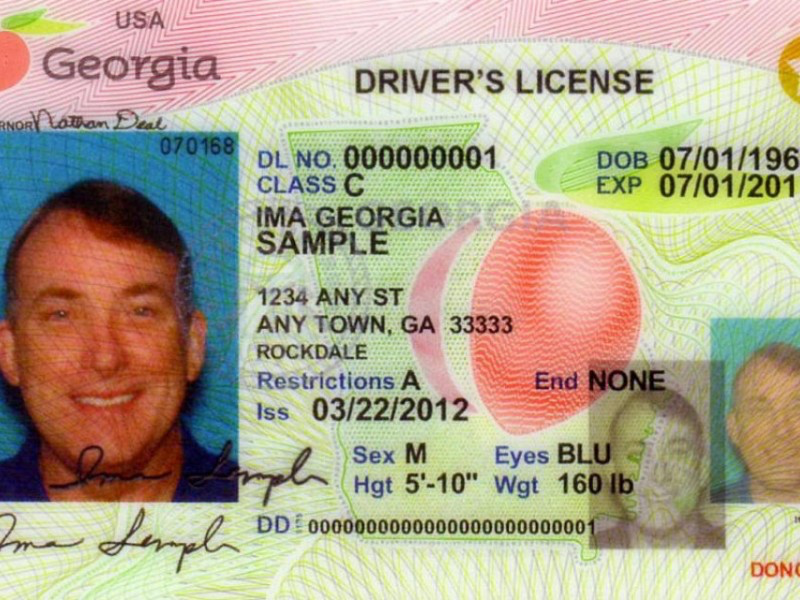 USA
Georgia
DRIVER'S LICENSE
Nathan Deal
070168
DL NO. 000000001
DOB 07/01/196
CLASS C
EXP 07/01/201
IMA GEORGIA
SAMPLE
GEORGIA
1234 ANY ST
ANY TOWN, GA 33333
ROCKDALE
Restrictions A
End NONE
Iss 03/22/2012
Sex M
Eyes BLU
Hgt 5'-10"
Wgt 160 lb
Ima Sample
DD
Ima Sample
DONO